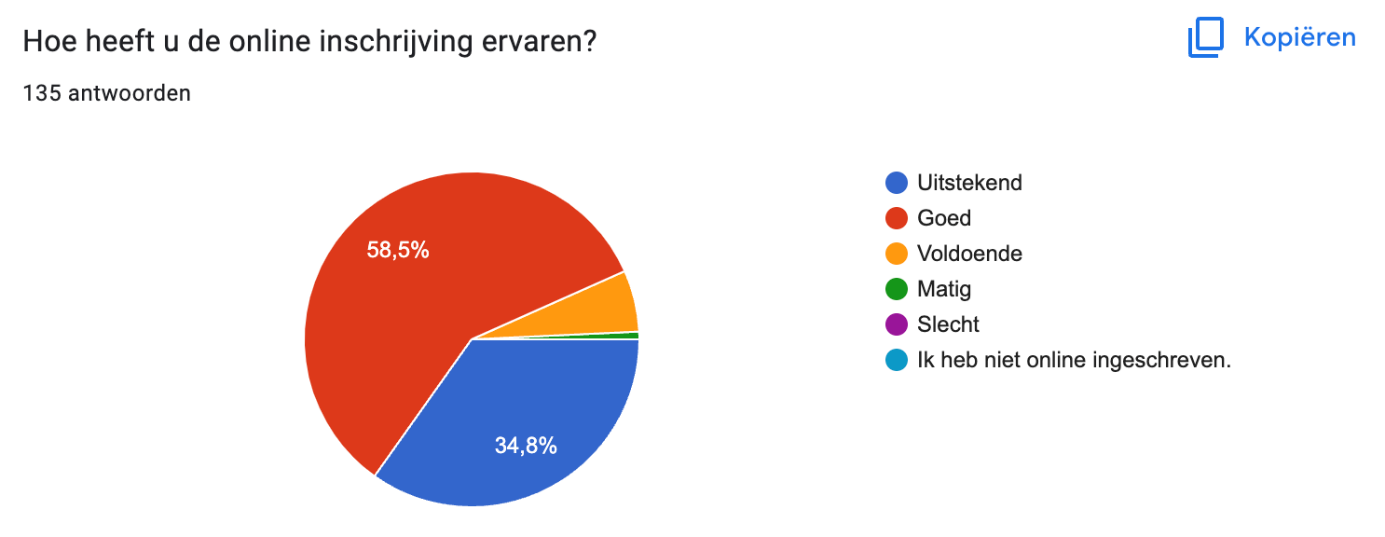 Hoe heeft u de online inschrijving ervaren?
Kopiëren
135 antwoorden
58,5%
34,8%
Uitstekend
Goed
Voldoende
Matig
Slecht
Ik heb niet online ingeschreven.